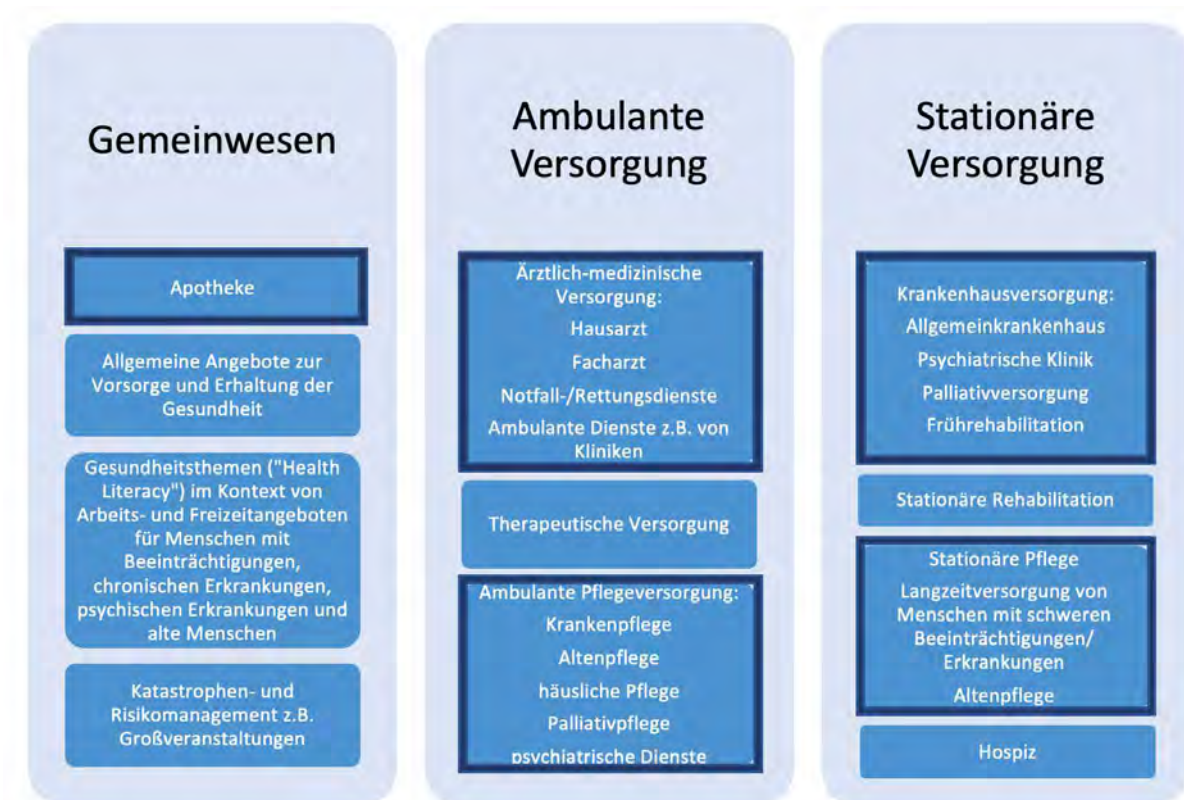 Gemeinwesen
Apotheke
Allgemeine Angebote zur
Vorsorge und Erhaltung der
Gesundheit
Gesundheitsthemen ("Health
Literacy") im Kontext von
Arbeits- und Freizeitangeboten
für Menschen mit
Beeinträchtigungen,
chronischen Erkrankungen,
psychischen Erkrankungen und
alte Menschen
Katastrophen- und
Risikomanagement z.B.
Großveranstaltungen
Ambulante
Versorgung
Ärztlich-medizinische
Versorgung:
Hausarzt
Facharzt
Notfall-/Rettungsdienste
Ambulante Dienste z.B. von
Kliniken
Therapeutische Versorgung
Ambulante Pflegeversorgung:
Krankenpflege
Altenpflege
häusliche Pflege
Palliativpflege
psychiatrische Dienste
Stationäre
Versorgung
Krankenhausversorgung:
Allgemeinkrankenhaus
Psychiatrische Klinik
Palliativversorgung
Frührehabilitation
Stationäre Rehabilitation
Stationäre Pflege
Langzeitversorgung von
Menschen mit schweren
Beeinträchtigungen/
Erkrankungen
Altenpflege
Hospiz